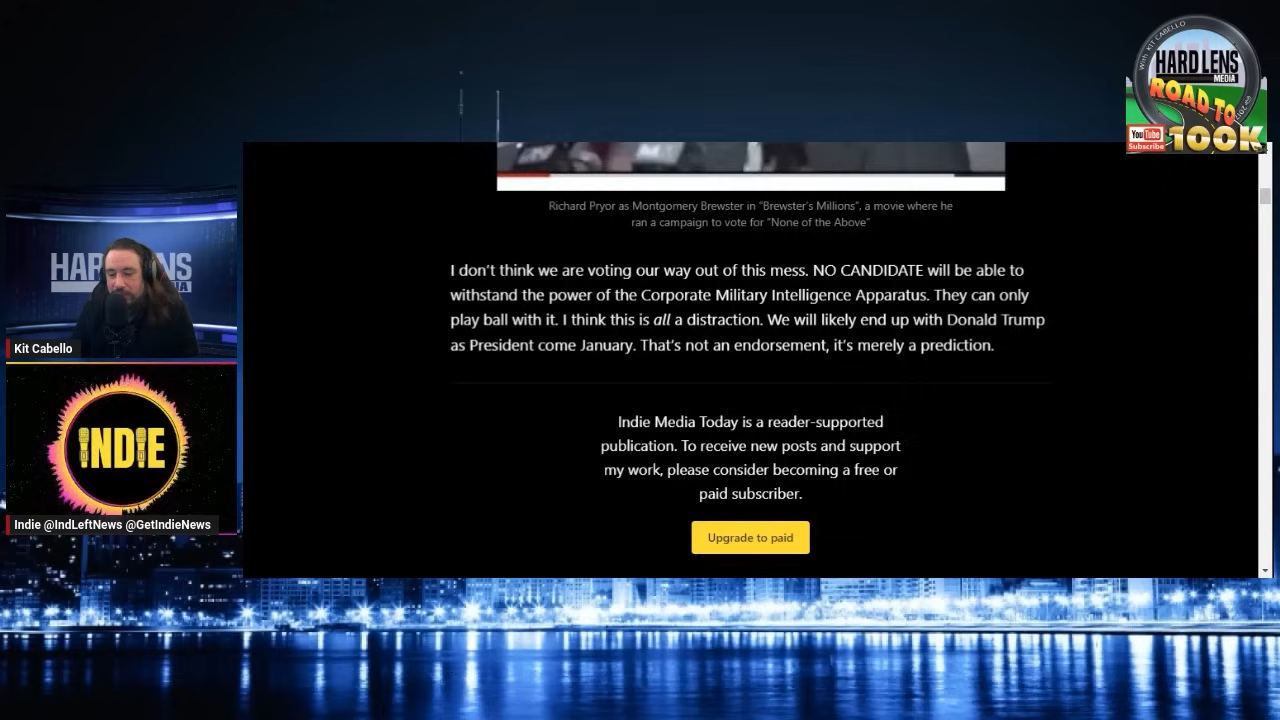 With KIT CABELLO
HARD LENS
MEDIA
ROAD TO
YouTube
Subscribe
100K
Richard Pryor as Montgomery Brewster in "Brewster's Millions", a movie where he
ran a campaign to vote for "None of the Above"
I don't think we are voting our way out of this mess. NO CANDIDATE will be able to
withstand the power of the Corporate Military Intelligence Apparatus. They can only
play ball with it. I think this is all a distraction. We will likely end up with Donald Trump
as President come January. That's not an endorsement, it's merely a prediction.
Indie Media Today is a reader-supported
publication. To receive new posts and support
my work, please consider becoming a free or
paid subscriber.
Upgrade to paid
Kit Cabello
INDIE
Indie @IndLeftNews @GetIndieNews